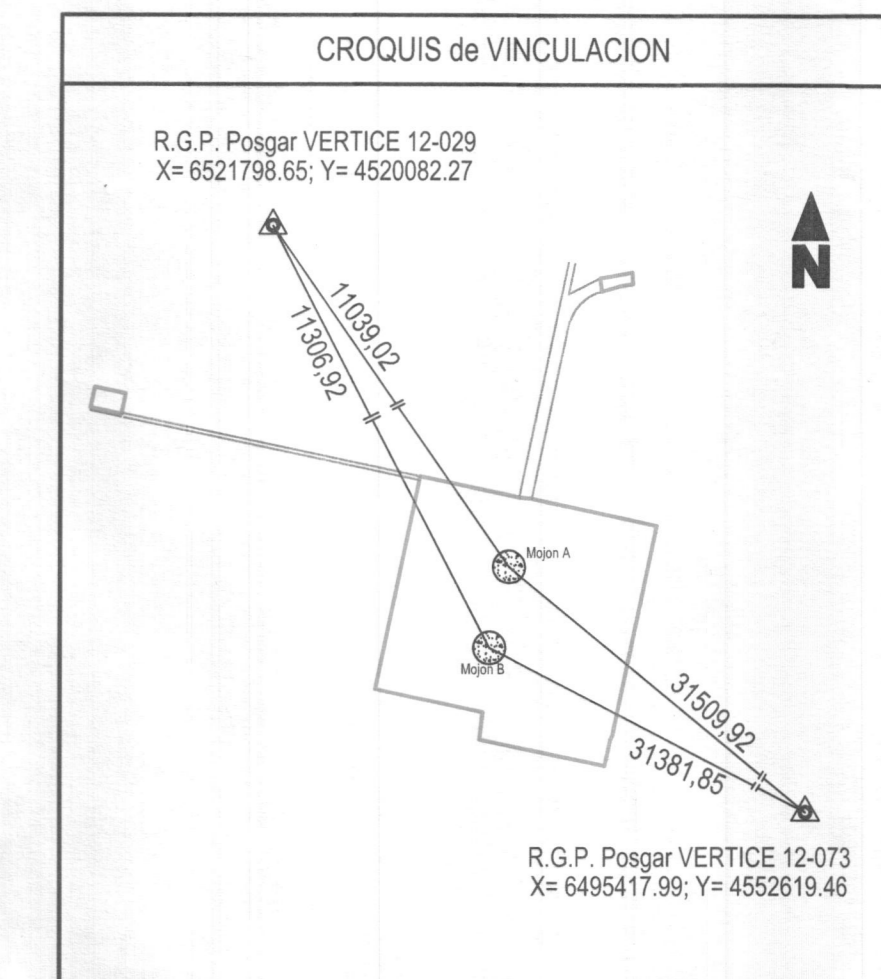 CROQUIS de VINCULACION
R.G.P. Posgar VERTICE 12-029
X= 6521798.65; Y= 4520082.27
N
11039,02
11306,92
Mojon A
Mojon B
31509,92
31381,85
R.G.P. Posgar VERTICE 12-073
X= 6495417.99; Y= 4552619.46